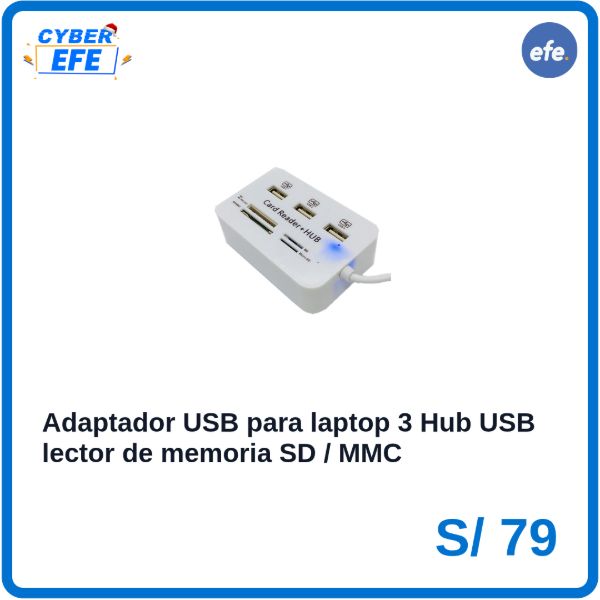 CYBER
EFE
efe.
Card Reader+HUB
Adaptador USB para laptop 3 Hub USB
lector de memoria SD / MMC
S/ 79